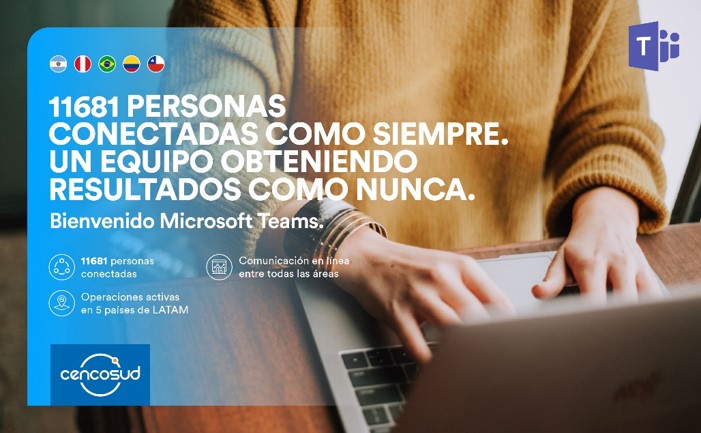 T
11681 PERSONAS
CONECTADAS COMO SIEMPRE.
UN EQUIPO OBTENIENDO
RESULTADOS COMO NUNCA.
Bienvenido Microsoft Teams.
11681 personas
conectadas
Comunicación en línea
entre todas las áreas
Operaciones activas
en 5 países de LATAM
cencosud